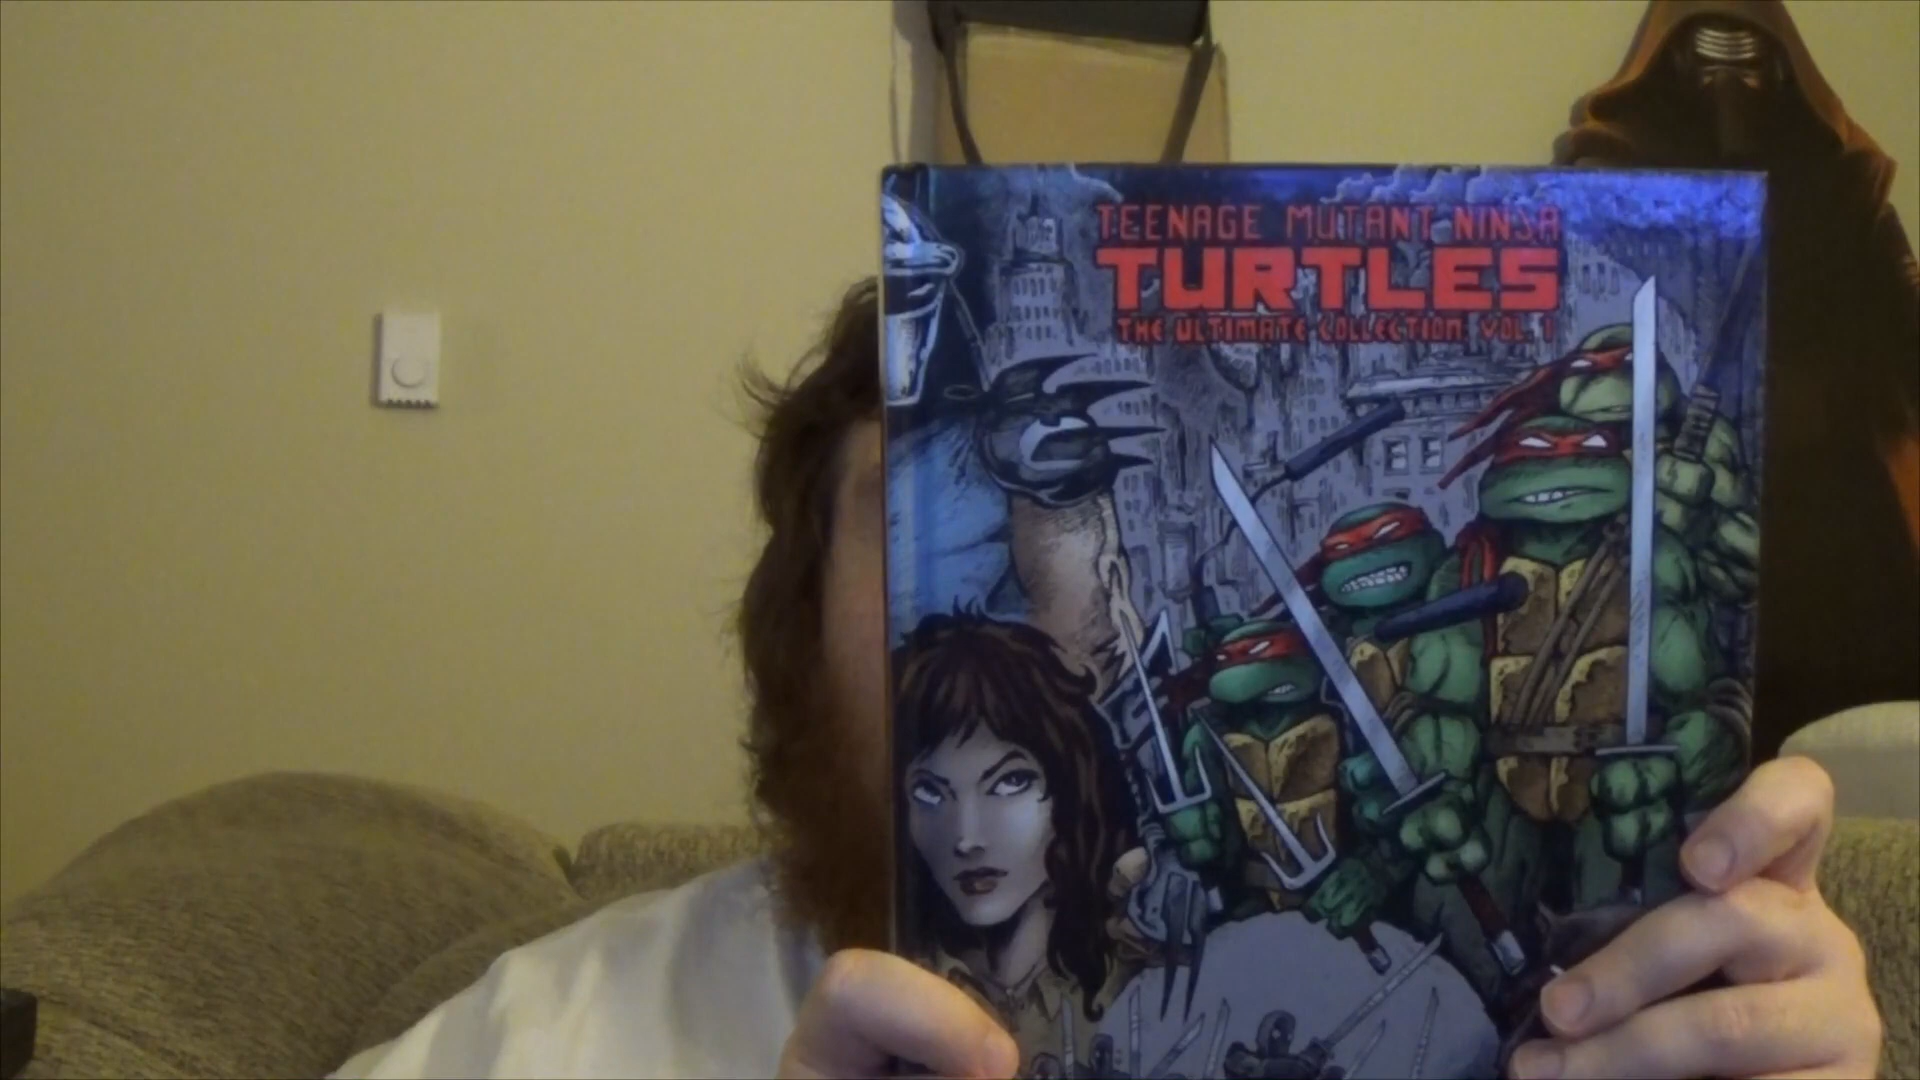 TEENAGE MUTANT NINJA
TURTLES
THE ULTIMATE COLLECTION VOL. 1